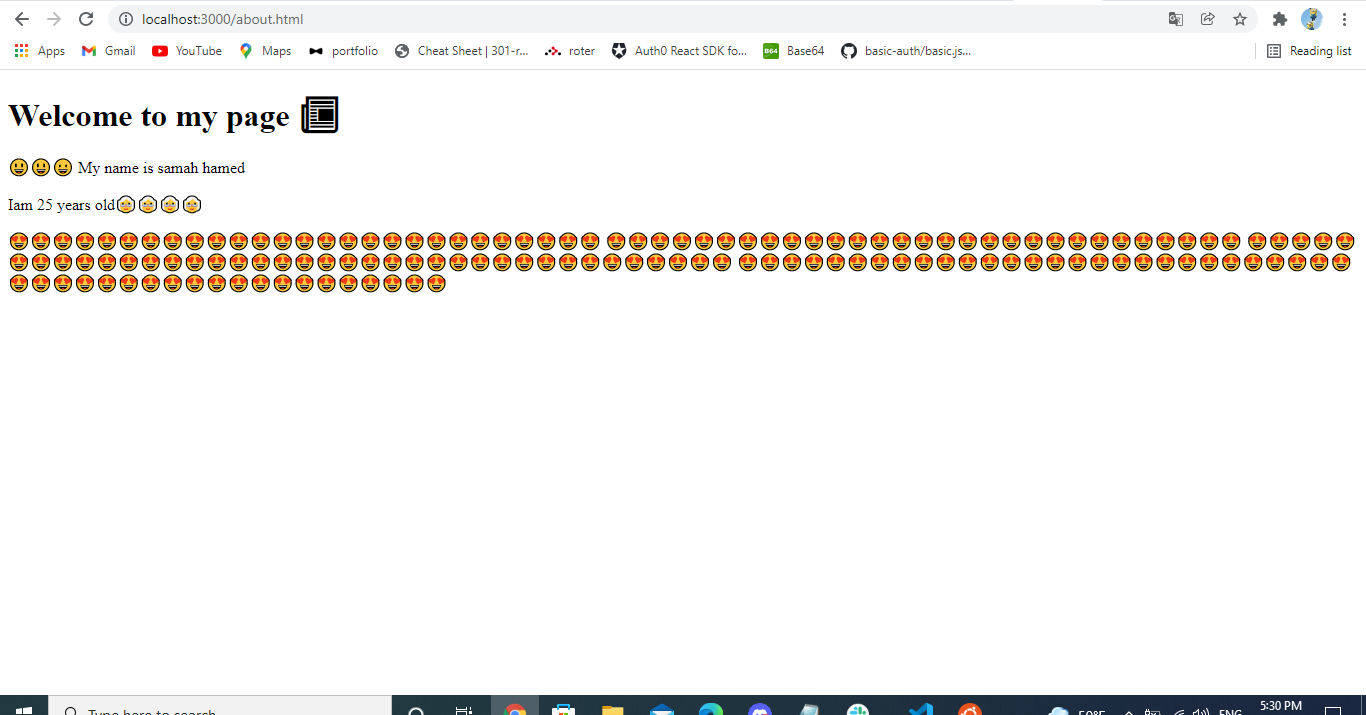 localhost:3000/about.html
Apps Gmail YouTube Maps portfolio Cheat Sheet | 301-r... roter Auth0 React SDK fo... B64 Base64 basic-auth/basic.js... Reading list
Welcome to my page
My name is samah hamed
Iam 25 years old
Type here to search
50°F
ENG
5:30 PM